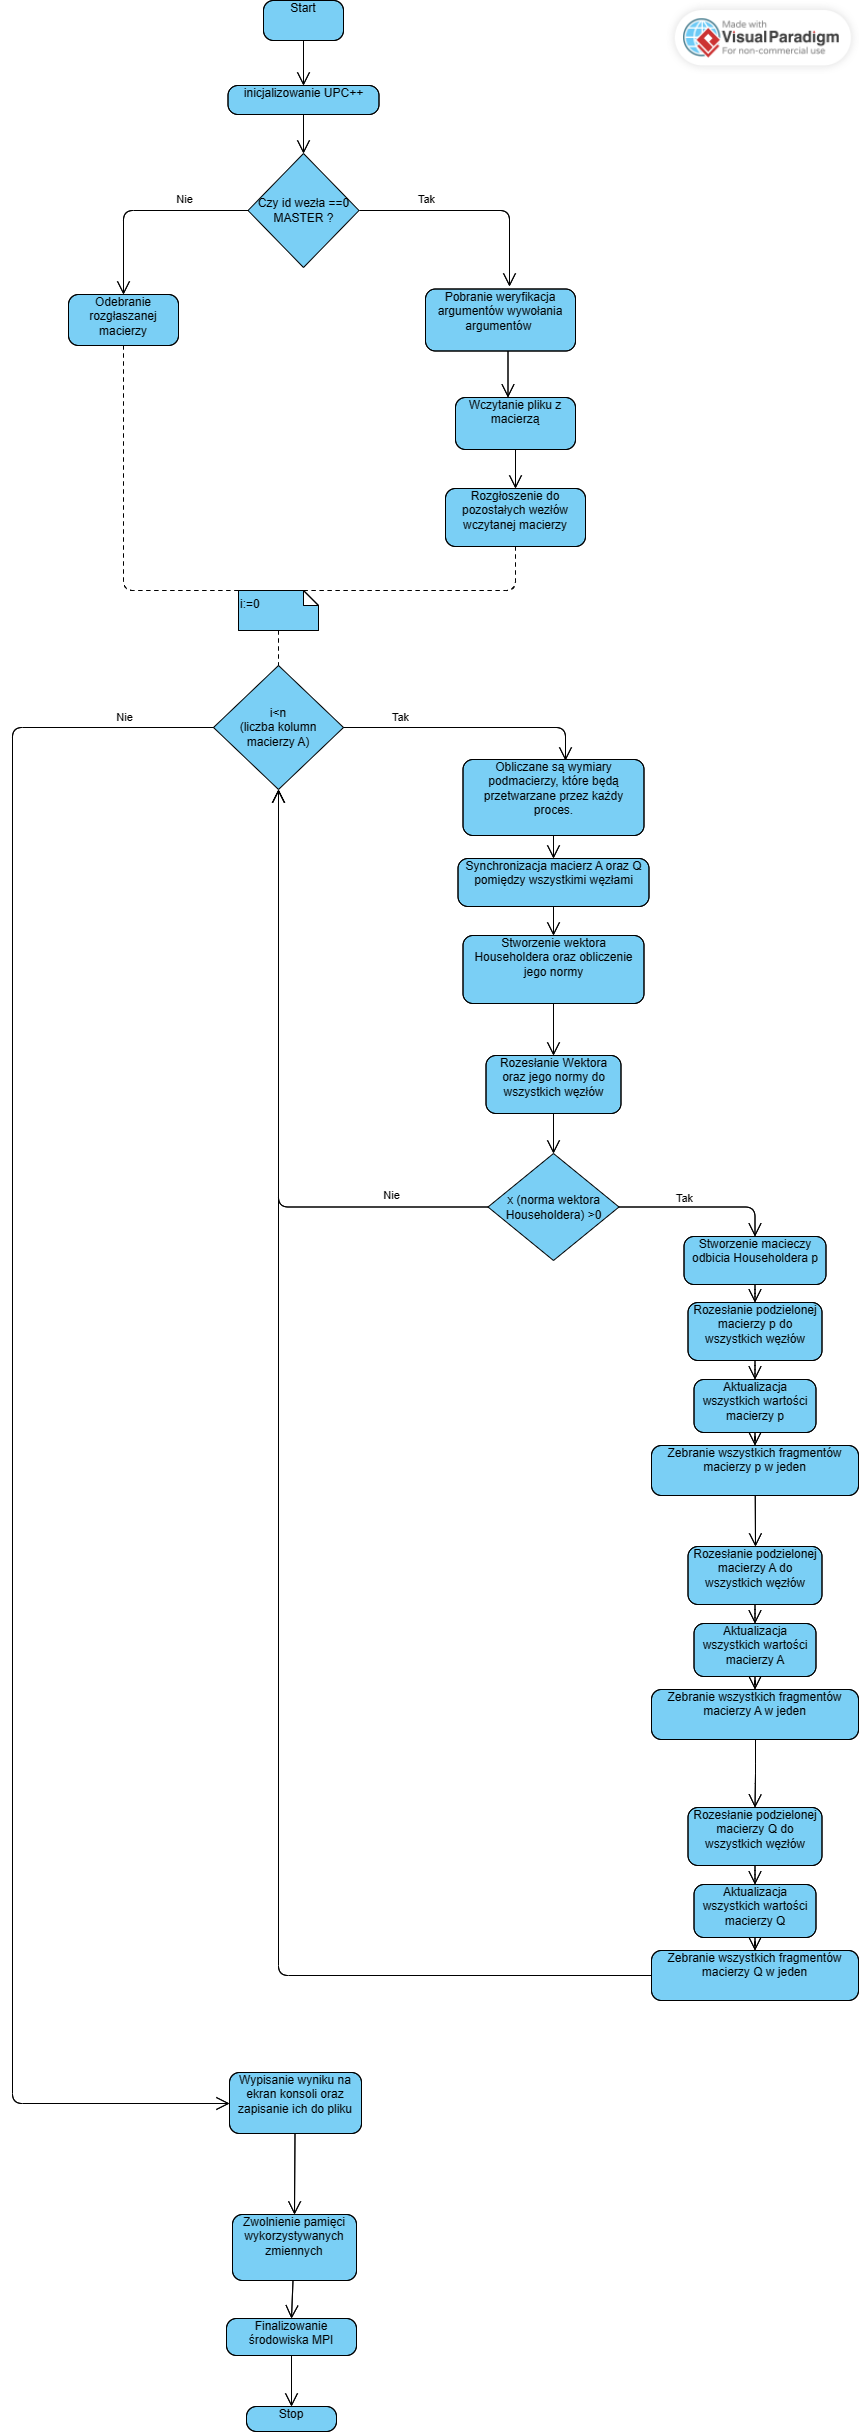 Start
Made with
VisualParadigm
For non-commercial use
inicjalizowanie UPC++
Czy id wezła ==0
MASTER ?
Nie
Tak
Odebranie
rozgłaszanej
macierzy
Pobranie weryfikacja
argumentów wywołania
argumentów
Wczytanie pliku z
macierzą
Rozgłoszenie do
pozostałych wezłów
wczytanej macierzy
i:=0
i<n
(liczba kolumn
macierzy A)
Nie
Tak
Obliczane są wymiary
podmacierzy, które będą
przetwarzane przez każdy
proces.
Synchronizacja macierz A oraz Q
pomiędzy wszystkimi węzłami
Stworzenie wektora
Householdera oraz obliczenie
jego normy
Rozesłanie Wektora
oraz jego normy do
wszystkich węzłów
x (norma wektora
Householdera) >0
Nie
Tak
Stworzenie macieczy
odbicia Householdera p
Rozesłanie podzielonej
macierzy p do
wszystkich węzłów
Aktualizacja
wszystkich wartości
macierzy p
Zebranie wszystkich fragmentów
macierzy p w jeden
Rozesłanie podzielonej
macierzy A do
wszystkich węzłów
Aktualizacja
wszystkich wartości
macierzy A
Zebranie wszystkich fragmentów
macierzy A w jeden
Rozesłanie podzielonej
macierzy Q do
wszystkich węzłów
Aktualizacja
wszystkich wartości
macierzy Q
Zebranie wszystkich fragmentów
macierzy Q w jeden
Wypisanie wyniku na
ekran konsoli oraz
zapisanie ich do pliku
Zwolnienie pamięci
wykorzystywanych
zmiennych
Finalizowanie
środowiska MPI
Stop